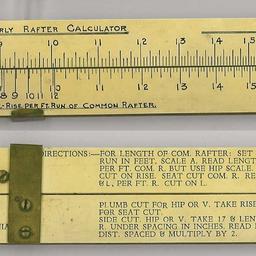 RLY RAFTER CALCULATOR
9 10 11 12 13 14 15
9 10 11 12 13 14 15
8 9 10 11 12
-RISE PER FT. RUN OF COMMON RAFTER.
DIRECTIONS:—FOR LENGTH OF COM. RAFTER: SET
RUN IN FEET, SCALE A. READ LENGT
PER FT. COM. R. BUT USE HIP SCALE.
CUT ON RISE. SEAT CUT COM. R. REA
& L, PER FT. R. CUT ON L.
PLUMB CUT FOR HIP OR V. TAKE RISE
FOR SEAT CUT.
SIDE CUT. HIP OR V. TAKE 17 & LENG
R. UNDER SPACING IN INCHES. READ
DIST. SPACED & MULTIPLY BY 2.